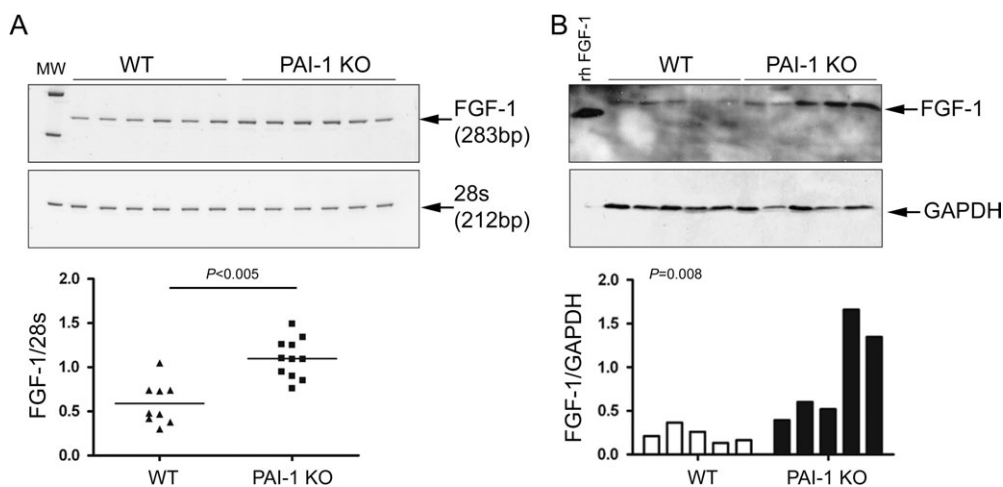 A
MW
WT
PAI-1 KO
FGF-1
(283bp)
28s
(212bp)
P<0.005
2.0
1.5
1.0
0.5
0.0
FGF-1/28s
WT
PAI-1 KO
B
rh FGF-1
WT
PAI-1 KO
FGF-1
GAPDH
P=0.008
2.0
1.5
1.0
0.5
0.0
FGF-1/GAPDH
WT
PAI-1 KO